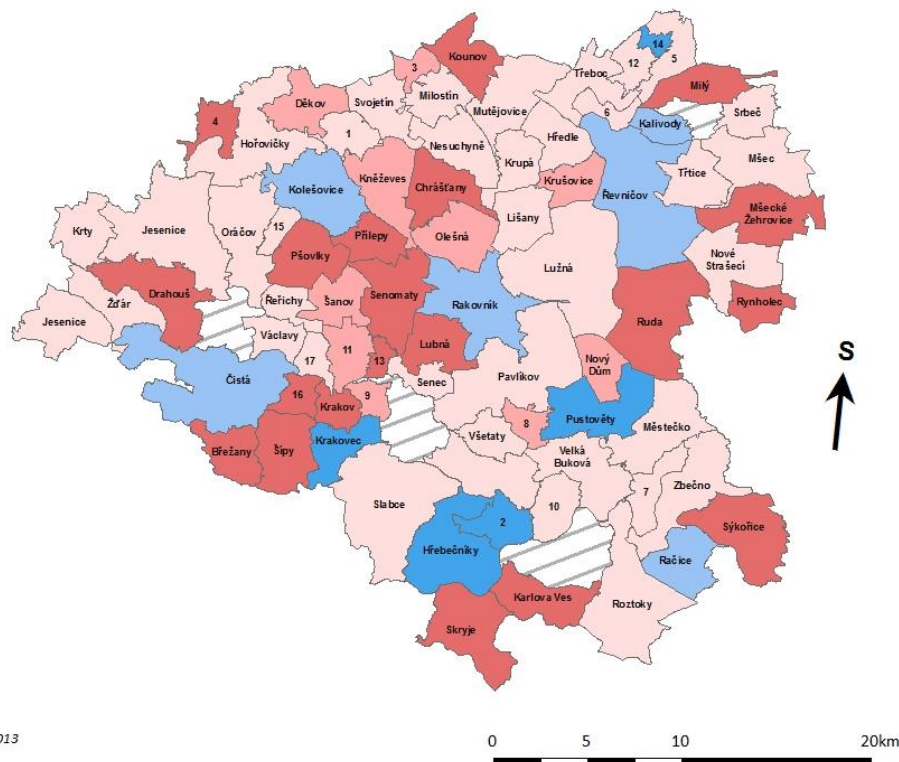 14
Kounov
3
12
5
Třeboc
Milý
Děkov
Svojetín
Milostín
Mutějovice
6
Kalivody
Srbeč
4
Hořovičky
1
Nesuchyně
Hředle
Krupá
Mšec
Třtice
Kolešovice
Kněževes
Chrášťany
Krušovice
Řevničov
Mšecké
Žehrovice
Krty
Jesenice
Oráčov
15
Přílepy
Olešná
Lišany
Nové
Strašecí
Pšovlky
Lužná
Drahouš
Žďár
Řeřichy
Šanov
Senomaty
Rakovník
Rynholec
Jesenice
Václavy
Lubná
Ruda
S
17
11
13
Nový
Dům
Čistá
Senec
Pavlíkov
16
Krakov
9
Pustověty
Městečko
Břežany
Šípy
Krakovec
Všetaty
8
Velká
Buková
Zbečno
7
Slabce
10
2
Sýkořice
Hřebečníky
Račice
Karlova Ves
Roztoky
Skryje
013
0 5 10 20km